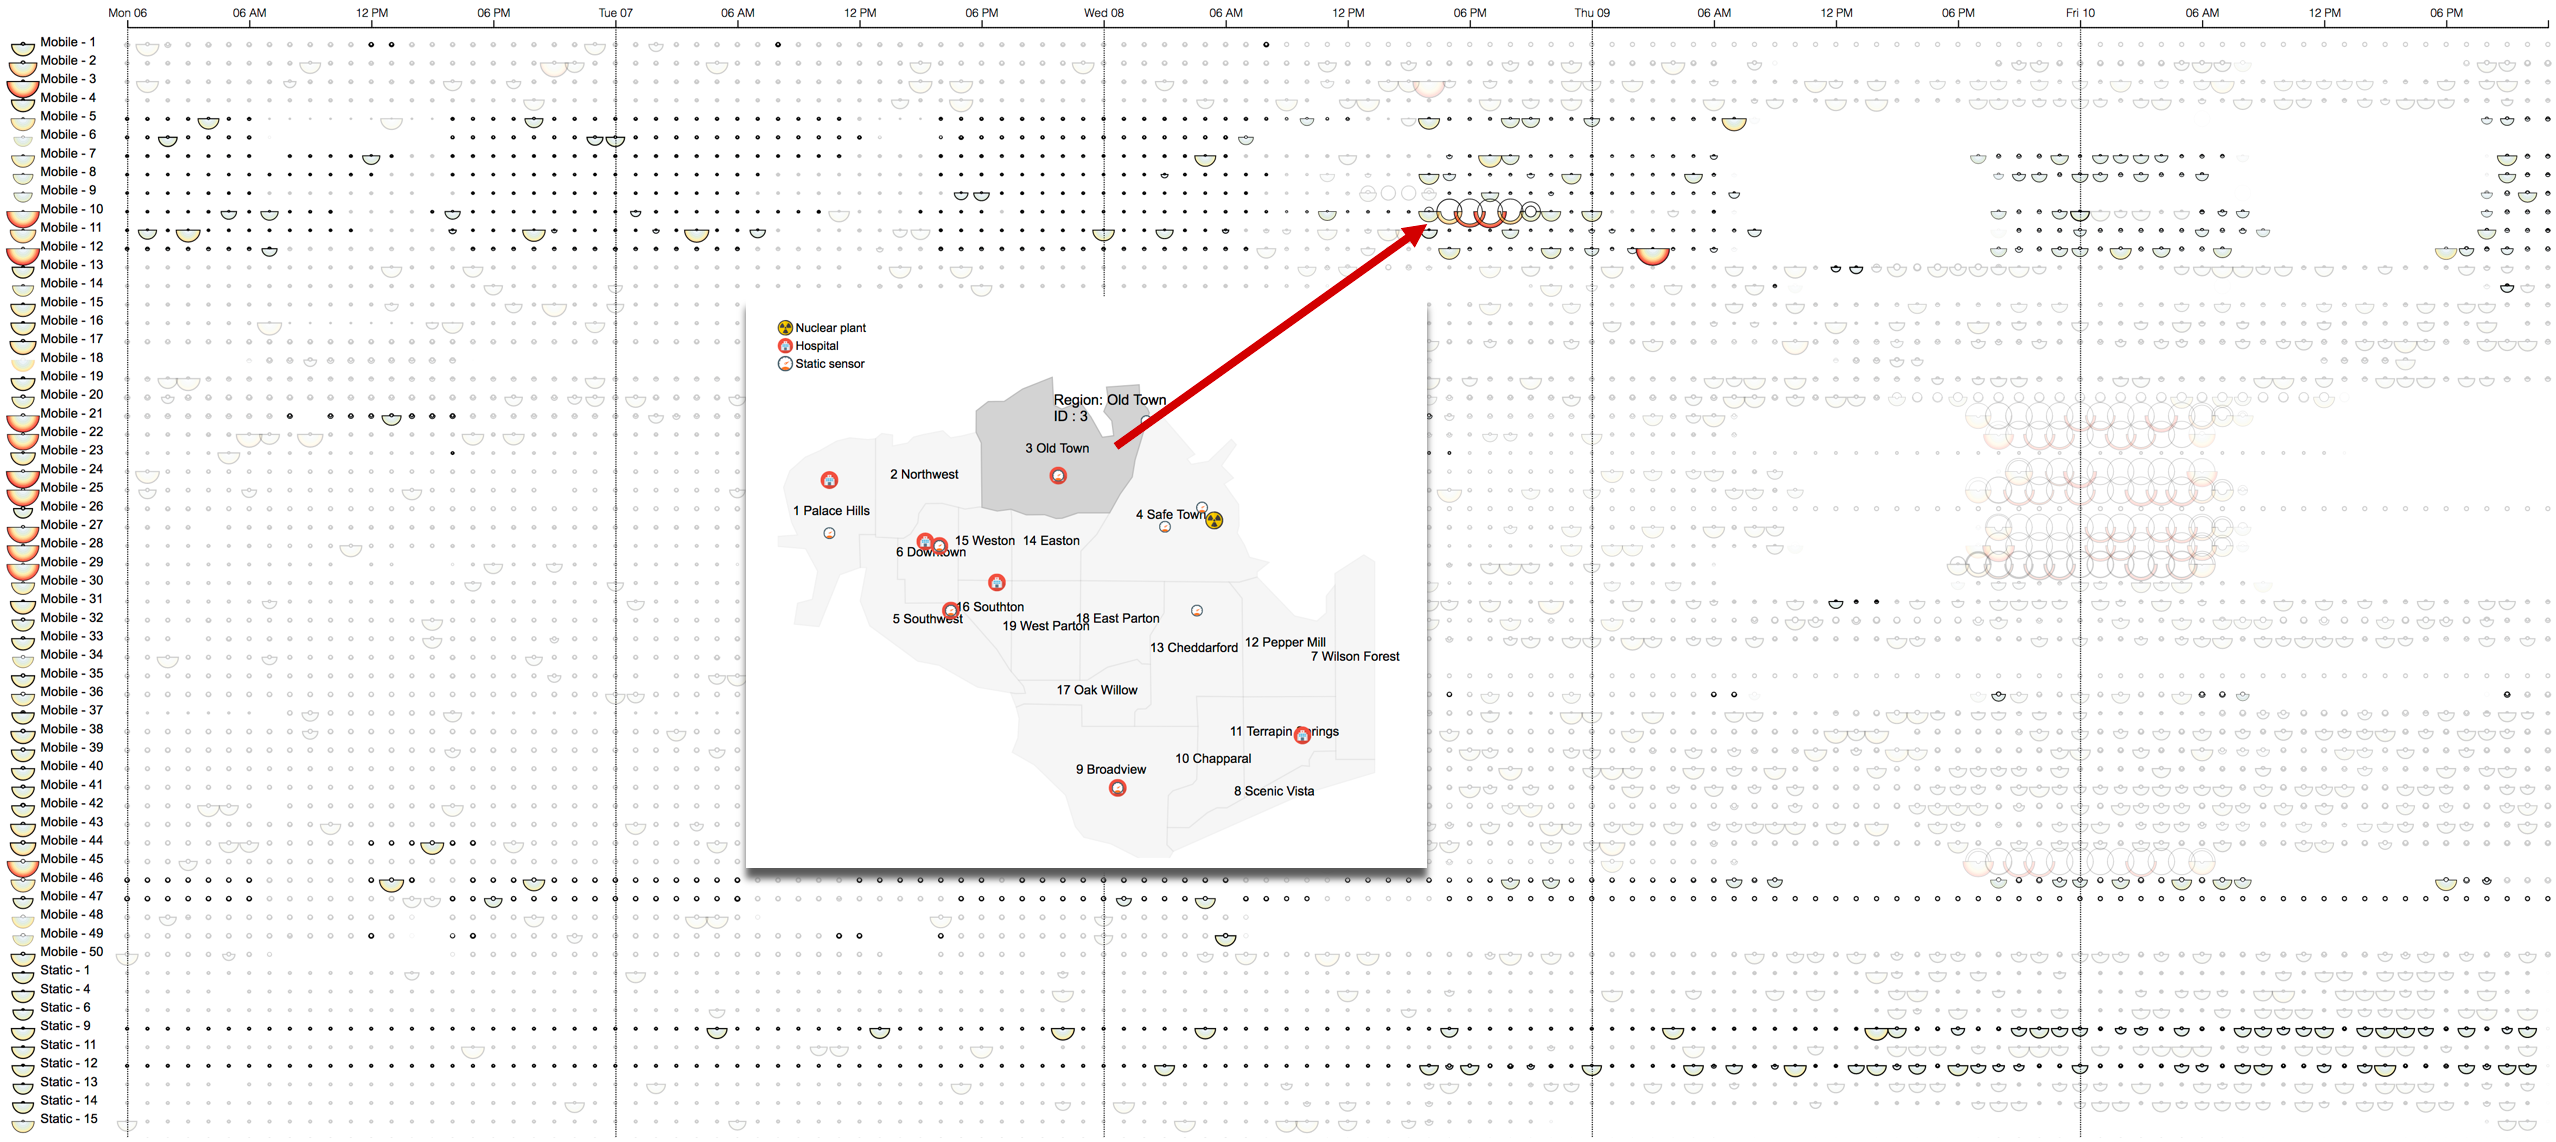 Mon 06 06 AM 12 PM 06 PM Tue 07 06 AM 12 PM 06 PM Wed 08 06 AM 12 PM 06 PM Thu 09 06 AM 12 PM 06 PM Fri 10 06 AM 12 PM 06 PM
Mobile - 1
Mobile - 2
Mobile - 3
Mobile - 4
Mobile - 5
Mobile - 6
Mobile - 7
Mobile - 8
Mobile - 9
Mobile - 10
Mobile - 11
Mobile - 12
Mobile - 13
Mobile - 14
Mobile - 15
Mobile - 16
Mobile - 17
Mobile - 18
Mobile - 19
Mobile - 20
Mobile - 21
Mobile - 22
Mobile - 23
Mobile - 24
Mobile - 25
Mobile - 26
Mobile - 27
Mobile - 28
Mobile - 29
Mobile - 30
Mobile - 31
Mobile - 32
Mobile - 33
Mobile - 34
Mobile - 35
Mobile - 36
Mobile - 37
Mobile - 38
Mobile - 39
Mobile - 40
Mobile - 41
Mobile - 42
Mobile - 43
Mobile - 44
Mobile - 45
Mobile - 46
Mobile - 47
Mobile - 48
Mobile - 49
Mobile - 50
Static - 1
Static - 4
Static - 6
Static - 9
Static - 11
Static - 12
Static - 13
Static - 14
Static - 15
Nuclear plant
Hospital
Static sensor
Region: Old Town
ID : 3
3 Old Town
2 Northwest
1 Palace Hills
4 Safe Town
15 Weston
14 Easton
6 Downtown
16 Southton
5 Southwest
18 East Parton
19 West Parton
12 Pepper Mill
13 Cheddarford
7 Wilson Forest
17 Oak Willow
11 Terrapin Springs
10 Chapparal
9 Broadview
8 Scenic Vista